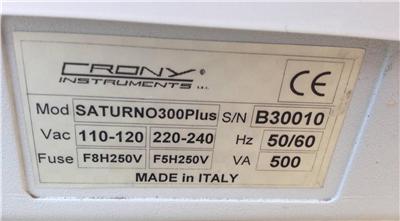 CRONY®
INSTRUMENTS s.r.l.
CE
Mod SATURNO300Plus S/N B30010
Vac 110-120 220-240 Hz 50/60
Fuse F8H250V F5H250V VA 500
MADE in ITALY